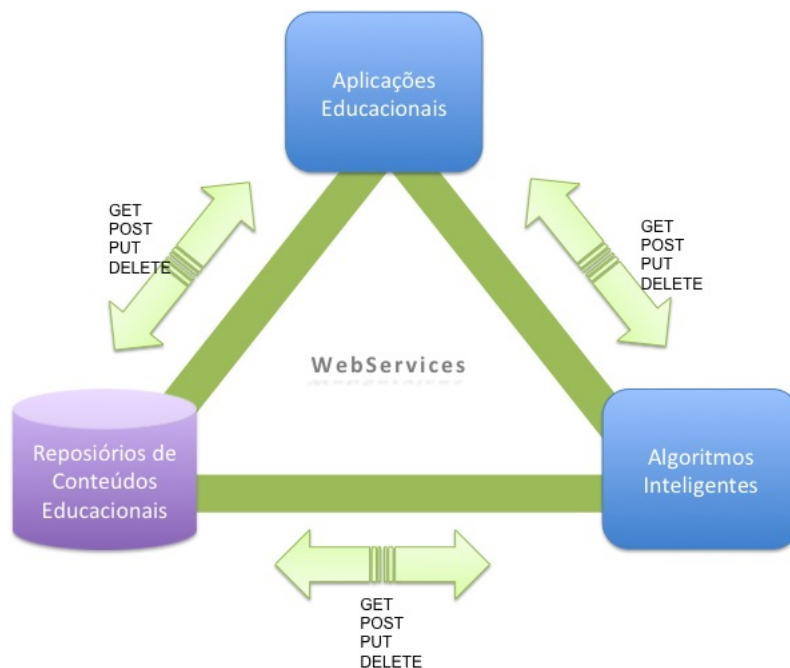 Aplicações
Educacionais
GET
POST
PUT
DELETE
GET
POST
PUT
DELETE
WebServices
Reposiórios de
Conteúdos
Educacionais
Algoritmos
Inteligentes
GET
POST
PUT
DELETE